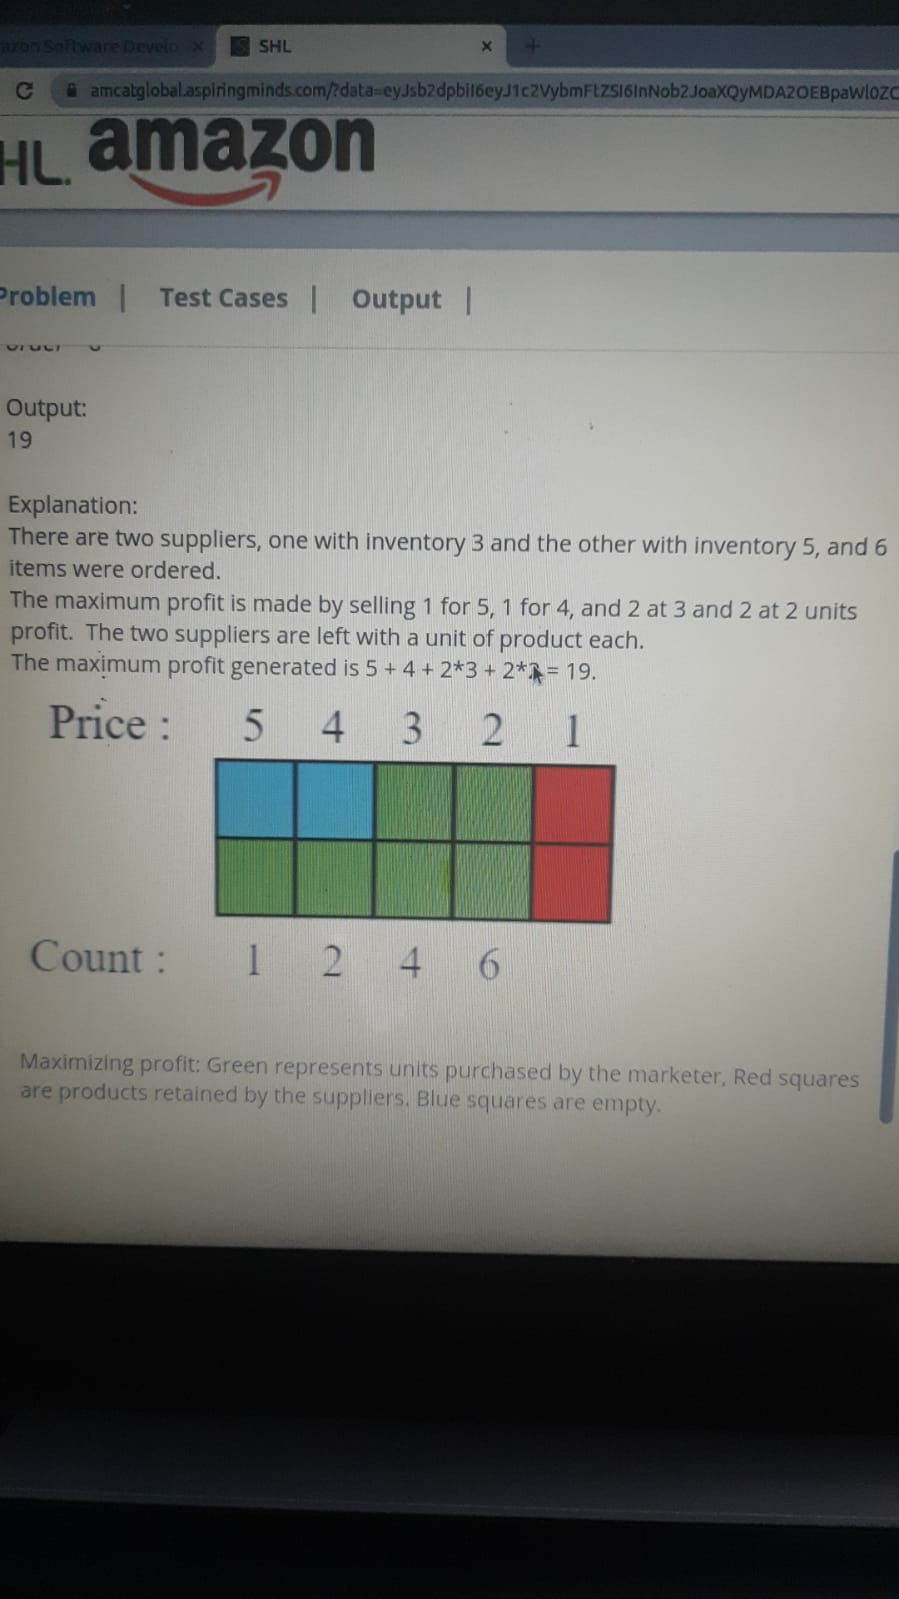 SHL
amcatglobal.aspiringminds.com/?data=
HL. amazon
Problem | Test Cases | Output |
Output:
19
Explanation:
There are two suppliers, one with inventory 3 and the other with inventory 5, and 6
items were ordered.
The maximum profit is made by selling 1 for 5, 1 for 4, and 2 at 3 and 2 at 2 units
profit. The two suppliers are left with a unit of product each.
The maximum profit generated is 5 + 4 + 2*3 + 2* = 19.
Price : 5 4 3 2 1
Count : 1 2 4 6
Maximizing profit: Green represents units purchased by the marketer, Red squares
are products retained by the suppliers. Blue squares are empty.